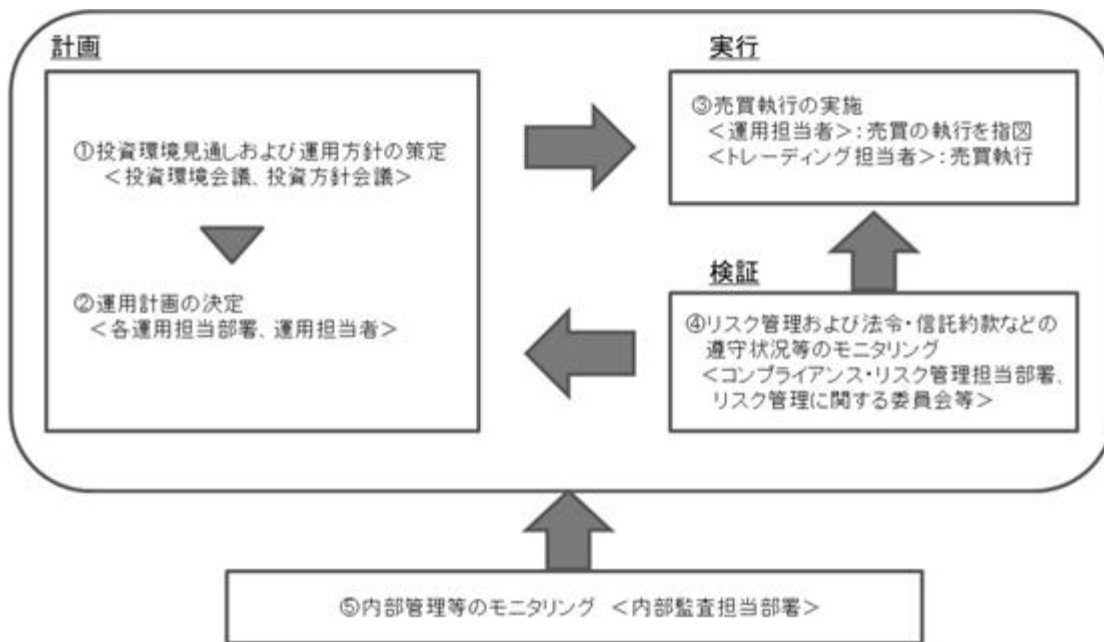 計画
①投資環境見通しおよび運用方針の策定
＜投資環境会議、投資方針会議＞
②運用計画の決定
＜各運用担当部署、運用担当者＞
実行
③売買執行の実施
＜運用担当者＞：売買の執行を指図
＜トレーディング担当者＞：売買執行
検証
④リスク管理および法令・信託約款などの
遵守状況等のモニタリング
＜コンプライアンス・リスク管理担当部署、
リスク管理に関する委員会等＞
⑤内部管理等のモニタリング ＜内部監査担当部署＞